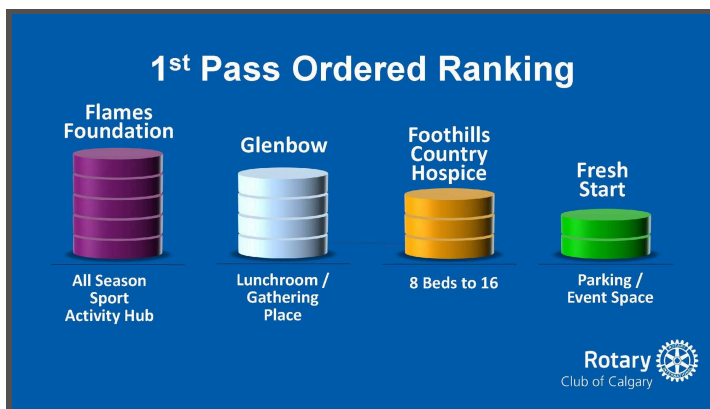 1st Pass Ordered Ranking
Flames
Foundation
Glenbow
Foothills
Country
Hospice
Fresh
Start
All Season
Sport
Activity Hub
Lunchroom /
Gathering
Place
8 Beds to 16
Parking /
Event Space
Rotary
Club of Calgary